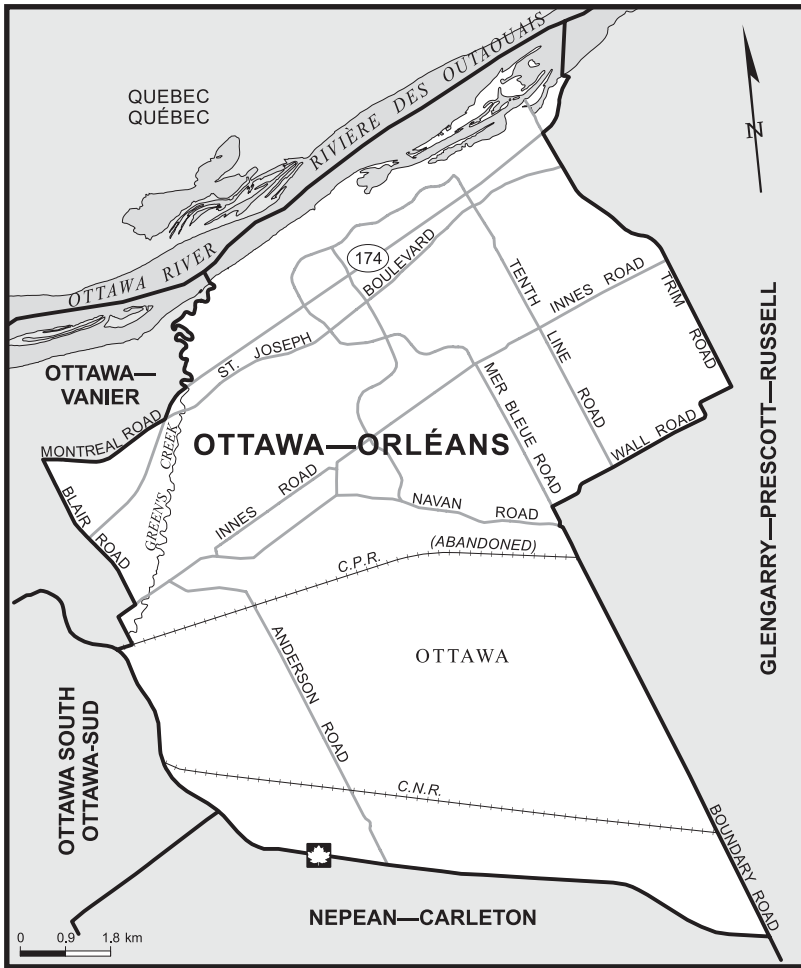 QUEBEC
QUÉBEC
RIVIÈRE DES OUTAOUAIS
N
OTTAWA RIVER
174
ST. JOSEPH BOULEVARD
TENTH LINE ROAD
INNES ROAD
TRIM ROAD
OTTAWA—
VANIER
MONTREAL ROAD
OTTAWA—ORLÉANS
MER BLEUE ROAD
WALL ROAD
BLAIR ROAD
GREEN'S CREEK
INNES ROAD
NAVAN ROAD
C.P.R. (ABANDONED)
GLENGARRY—PRESCOTT—RUSSELL
ANDERSON ROAD
OTTAWA
OTTAWA SOUTH
OTTAWA-SUD
C.N.R.
BOUNDARY ROAD
NEPEAN—CARLETON
0 0.9 1.8 km